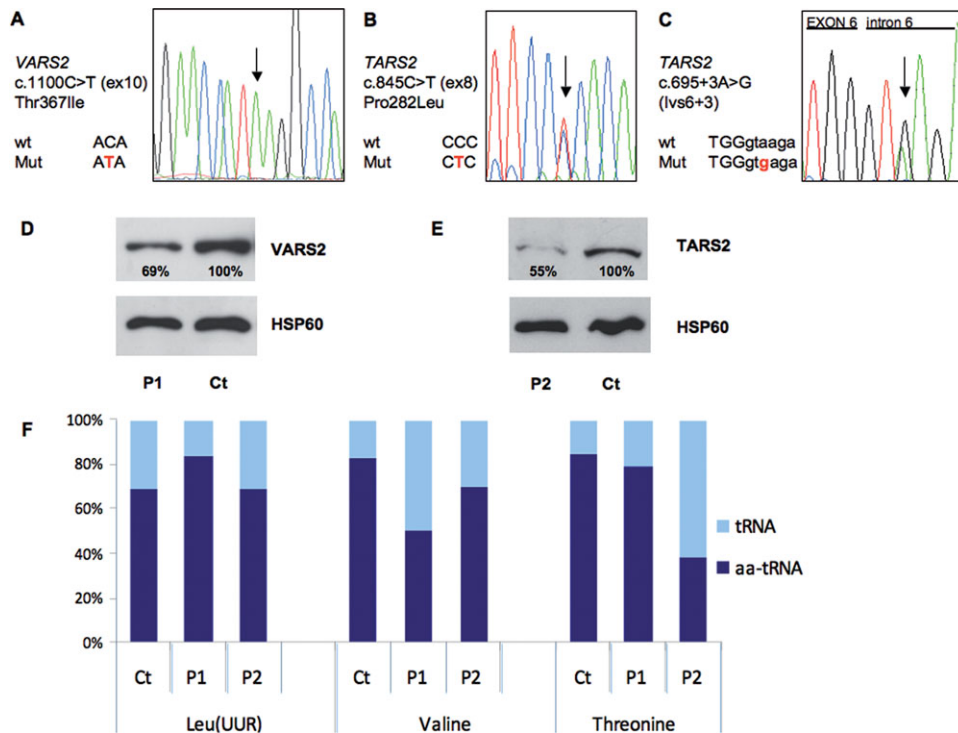 A
VARS2
c.1100C>T (ex10)
Thr367Ile
wt ACA
Mut ATA
B
TARS2
c.845C>T (ex8)
Pro282Leu
wt CCC
Mut CTC
C
TARS2
c.695+3A>G
(Ivs6+3)
wt TGGgtaaga
Mut TGGgtgaga
EXON 6 intron 6
D
VARS2
69% 100%
HSP60
P1 Ct
E
TARS2
55% 100%
HSP60
P2 Ct
F
100%
80%
60%
40%
20%
0%
Ct P1 P2 Ct P1 P2 Ct P1 P2
Leu(UUR) Valine Threonine
tRNA
aa-tRNA